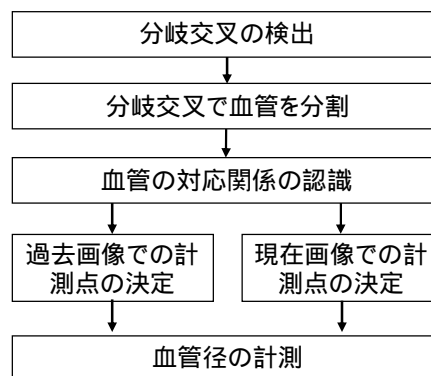 分岐交叉の検出
分岐交叉で血管を分割
血管の対応関係の認識
過去画像での計
測点の決定
現在画像での計
測点の決定
血管径の計測